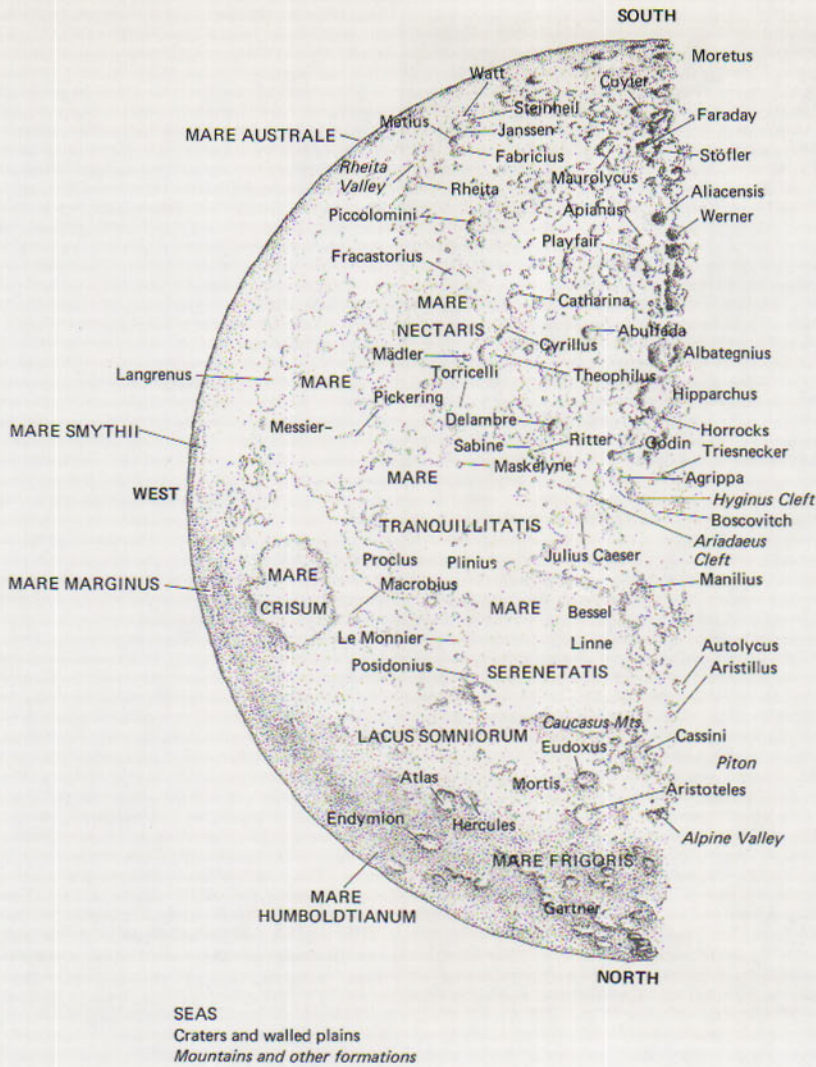 SOUTH
Moretus
Watt
Cuvier
Steinheil
Faraday
Metius
Janssen
MARE AUSTRALE
Fabricius
Stöfler
Rheita
Valley
Maurolycus
Rheita
Aliacensis
Piccolomini
Apianus
Werner
Playfair
Fracastorius
MARE
Catharina
NECTARIS
Cyrillus
Abulfada
Mädler
Albategnius
Langrenus
MARE
Torricelli
Theophilus
Pickering
Hipparchus
Messier
Delambre
Horrocks
MARE SMYTHII
Sabine
Ritter
Godin
Triesnecker
Maskelyne
MARE
Agrippa
WEST
Hyginus Cleft
Boscovitch
TRANQUILLITATIS
Ariadaeus
Cleft
Julius Caeser
Proclus
Plinius
MARE MARGINUS
MARE
CRISUM
Macrobius
Manilius
MARE
Bessel
Le Monnier
Linne
Autolycus
Posidonius
SERENETATIS
Aristillus
Caucasus Mts.
LACUS SOMNIORUM
Cassini
Eudoxus
Piton
Atlas
Mortis
Aristoteles
Endymion
Hercules
Alpine Valley
MARE FRIGORIS
MARE
HUMBOLDTIANUM
Gartner
NORTH
SEAS
Craters and walled plains
Mountains and other formations